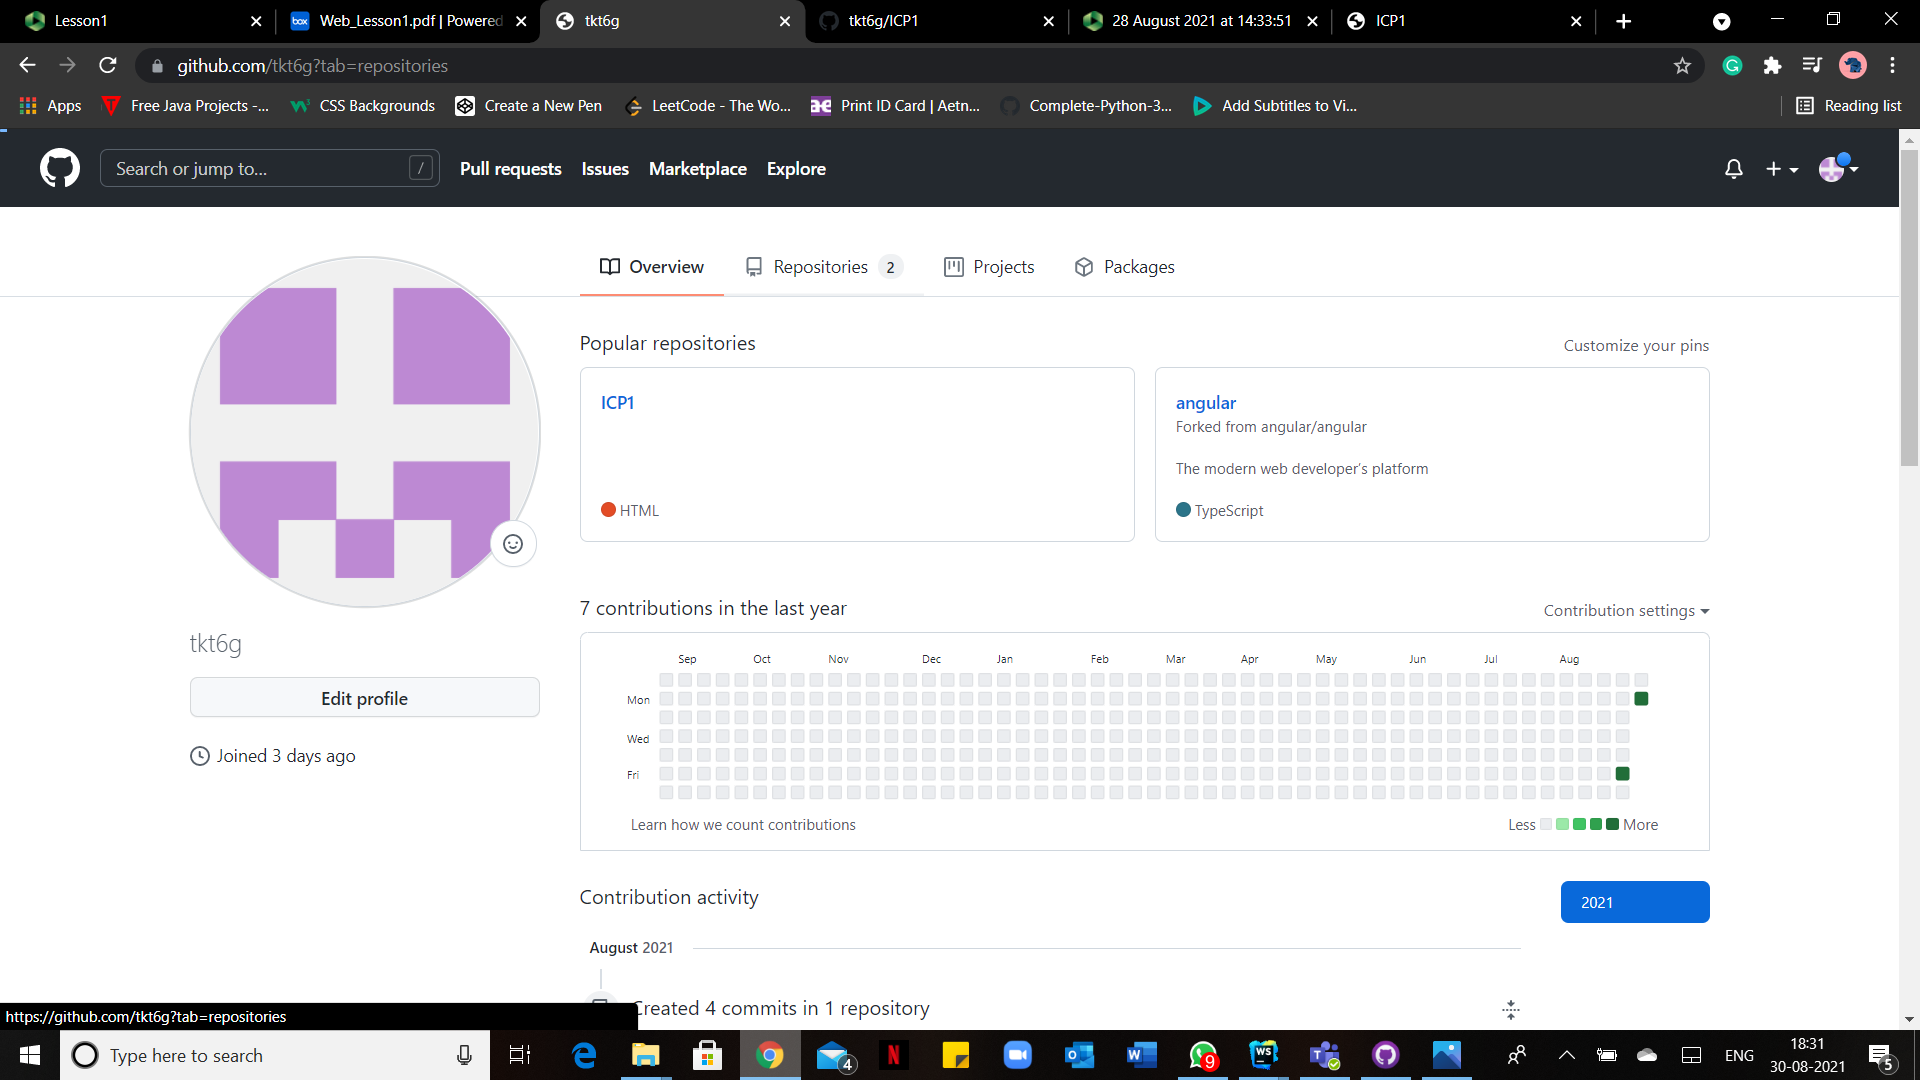 Lesson1
Web_Lesson1.pdf | Powered
tkt6g
tkt6g/ICP1
28 August 2021 at 14:33:51
ICP1
github.com/tkt6g?tab=repositories
Apps
Free Java Projects -...
CSS Backgrounds
Create a New Pen
LeetCode - The Wo...
Print ID Card | Aetn...
Complete-Python-3...
Add Subtitles to Vi...
Reading list
Search or jump to...
/
Pull requests
Issues
Marketplace
Explore
Overview
Repositories 2
Projects
Packages
Popular repositories
Customize your pins
ICP1
HTML
angular
Forked from angular/angular
The modern web developer's platform
TypeScript
tkt6g
Edit profile
Joined 3 days ago
7 contributions in the last year
Contribution settings
Sep Oct Nov Dec Jan Feb Mar Apr May Jun Jul Aug
Mon
Wed
Fri
Learn how we count contributions
Less
More
Contribution activity
2021
August 2021
Created 4 commits in 1 repository
https://github.com/tkt6g?tab=repositories
Type here to search
4
9
WS
ENG
18:31
30-08-2021
5